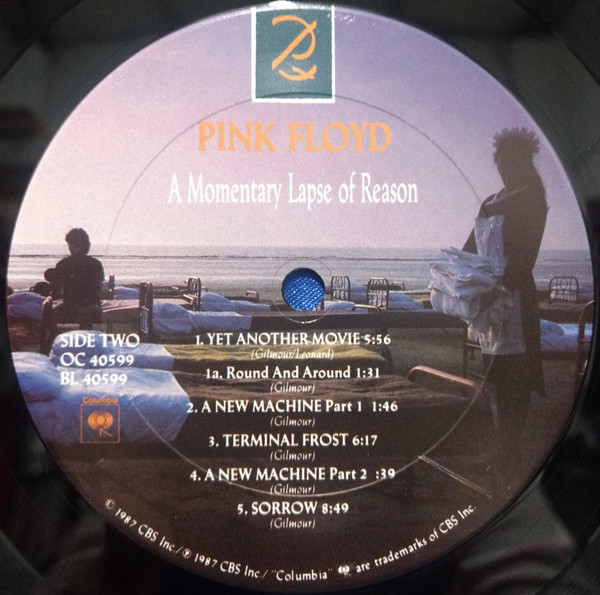 PINK FLOYD
A Momentary Lapse of Reason
SIDE TWO
OC 40599
BL 40599
Columbia
1. YET ANOTHER MOVIE 5:56
(Gilmour/Leonard)
1a. Round And Around 1:31
(Gilmour)
2. A NEW MACHINE Part 1 1:46
(Gilmour)
3. TERMINAL FROST 6:17
(Gilmour)
4. A NEW MACHINE Part 2 :39
(Gilmour)
5. SORROW 8:49
(Gilmour)
© 1987 CBS Inc./℗ 1987 CBS Inc./ "Columbia" are trademarks of CBS Inc.